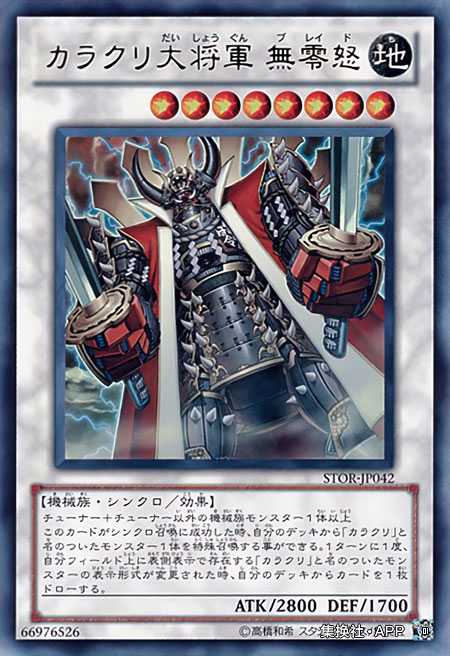 だいしょうぐん ブレイド
カラクリ大将軍 無零怒
地
STOR-JP042
【機械族・シンクロ/効果】
チューナー+チューナー以外の機械族モンスター1体以上
このカードがシンクロ召喚に成功した時、自分のデッキから「カラクリ」と
名のついたモンスター1体を特殊召喚する事ができる。1ターンに1度、
自分フィールド上に表側表示で存在する「カラクリ」と名のついたモン
スターの表示形式が変更された時、自分のデッキからカードを1枚
ドローする。
ATK/2800 DEF/1700
66976526 ©高橋和希 スタジオ 集英社・APP